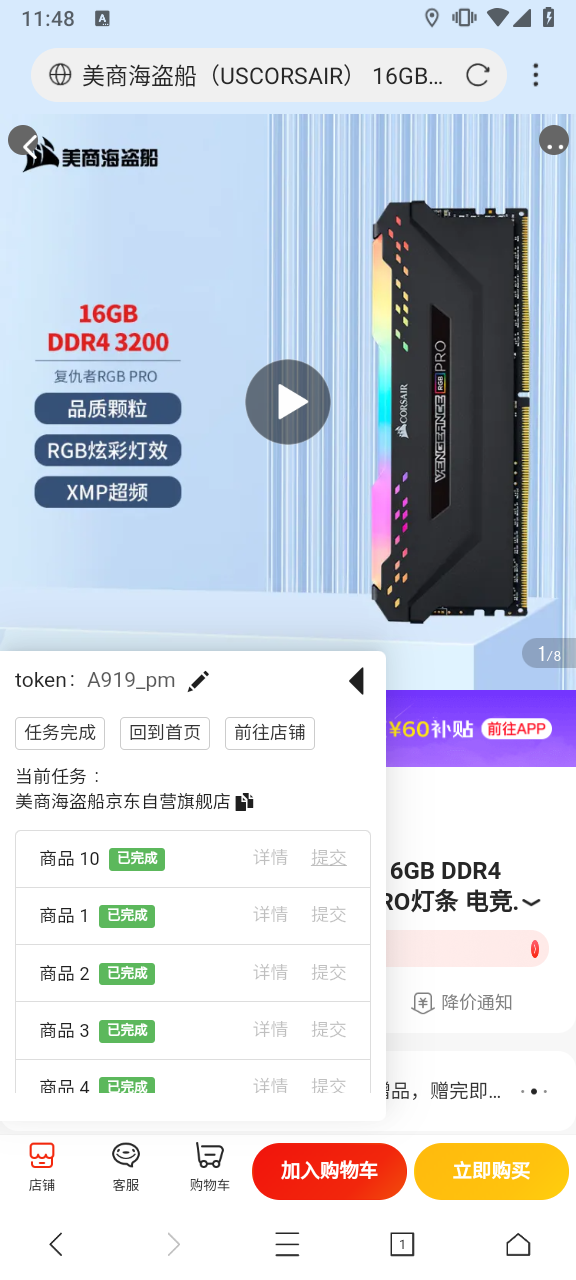 11:48
A
美商海盗船（USCORSAIR） 16GB...
美商海盗船
16GB
DDR4 3200
复仇者RGB PRO
品质颗粒
RGB炫彩灯效
XMP超频
CORSAIR
VENGEANCE RGB PRO
1/8
token： A919_pm
¥60补贴 前往APP
任务完成 回到首页 前往店铺
当前任务：
美商海盗船京东自营旗舰店
商品 10 已完成 详情 提交
6GB DDR4
RO灯条 电竞.
商品 1 已完成 详情 提交
商品 2 已完成 详情 提交
降价通知
商品 3 已完成 详情 提交
商品 4 已完成 详情 提交
赠品，赠完即...
店铺 客服 购物车 加入购物车 立即购买
1